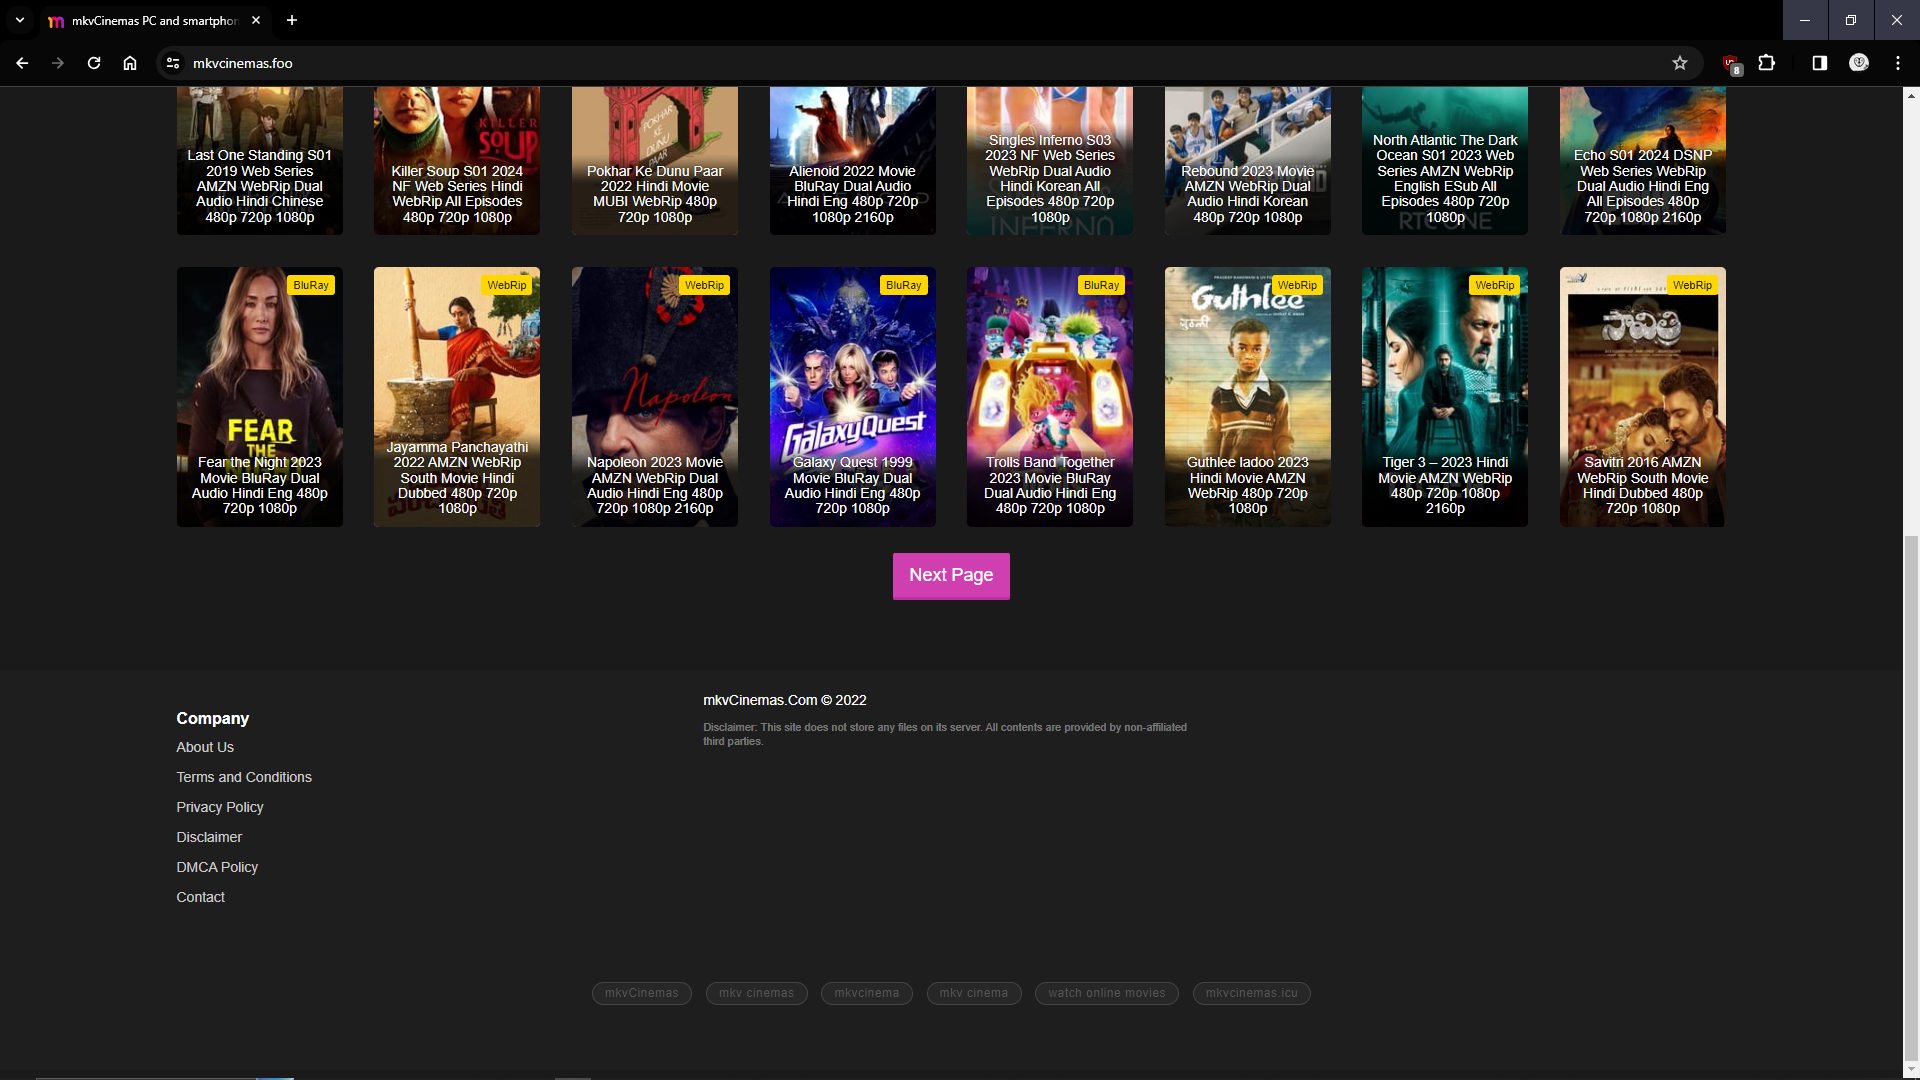 mkvCinemas PC and smartphon
mkvcinemas.foo
8
KILLER
SOUP
POKHAR
KE
DUNU
PAAR
Last One Standing S01
2019 Web Series
AMZN WebRip Dual
Audio Hindi Chinese
480p 720p 1080p
Killer Soup S01 2024
NF Web Series Hindi
WebRip All Episodes
480p 720p 1080p
Pokhar Ke Dunu Paar
2022 Hindi Movie
MUBI WebRip 480p
720p 1080p
Alienoid 2022 Movie
BluRay Dual Audio
Hindi Eng 480p 720p
1080p 2160p
Singles Inferno S03
2023 NF Web Series
WebRip Dual Audio
Hindi Korean All
Episodes 480p 720p
1080p
INFERNO
Rebound 2023 Movie
AMZN WebRip Dual
Audio Hindi Korean
480p 720p 1080p
North Atlantic The Dark
Ocean S01 2023 Web
Series AMZN WebRip
English ESub All
Episodes 480p 720p
1080p
RTÉ ONE
Echo S01 2024 DSNP
Web Series WebRip
Dual Audio Hindi Eng
All Episodes 480p
720p 1080p 2160p
BluRay
FEAR
THE
Fear the Night 2023
Movie BluRay Dual
Audio Hindi Eng 480p
720p 1080p
WebRip
Jayamma Panchayathi
2022 AMZN WebRip
South Movie Hindi
Dubbed 480p 720p
1080p
WebRip
Napoleon
Napoleon 2023 Movie
AMZN WebRip Dual
Audio Hindi Eng 480p
720p 1080p 2160p
BluRay
GalaxyQuest
Galaxy Quest 1999
Movie BluRay Dual
Audio Hindi Eng 480p
720p 1080p
BluRay
Trolls Band Together
2023 Movie BluRay
Dual Audio Hindi Eng
480p 720p 1080p
WebRip
Guthlee
गुठली
Guthlee ladoo 2023
Hindi Movie AMZN
WebRip 480p 720p
1080p
WebRip
Tiger 3 – 2023 Hindi
Movie AMZN WebRip
480p 720p 1080p
2160p
WebRip
సావిత్రి
Savitri 2016 AMZN
WebRip South Movie
Hindi Dubbed 480p
720p 1080p
Next Page
Company
About Us
Terms and Conditions
Privacy Policy
Disclaimer
DMCA Policy
Contact
mkvCinemas.Com © 2022
Disclaimer: This site does not store any files on its server. All contents are provided by non-affiliated
third parties.
mkvCinemas
mkv cinemas
mkvcinema
mkv cinema
watch online movies
mkvcinemas.icu